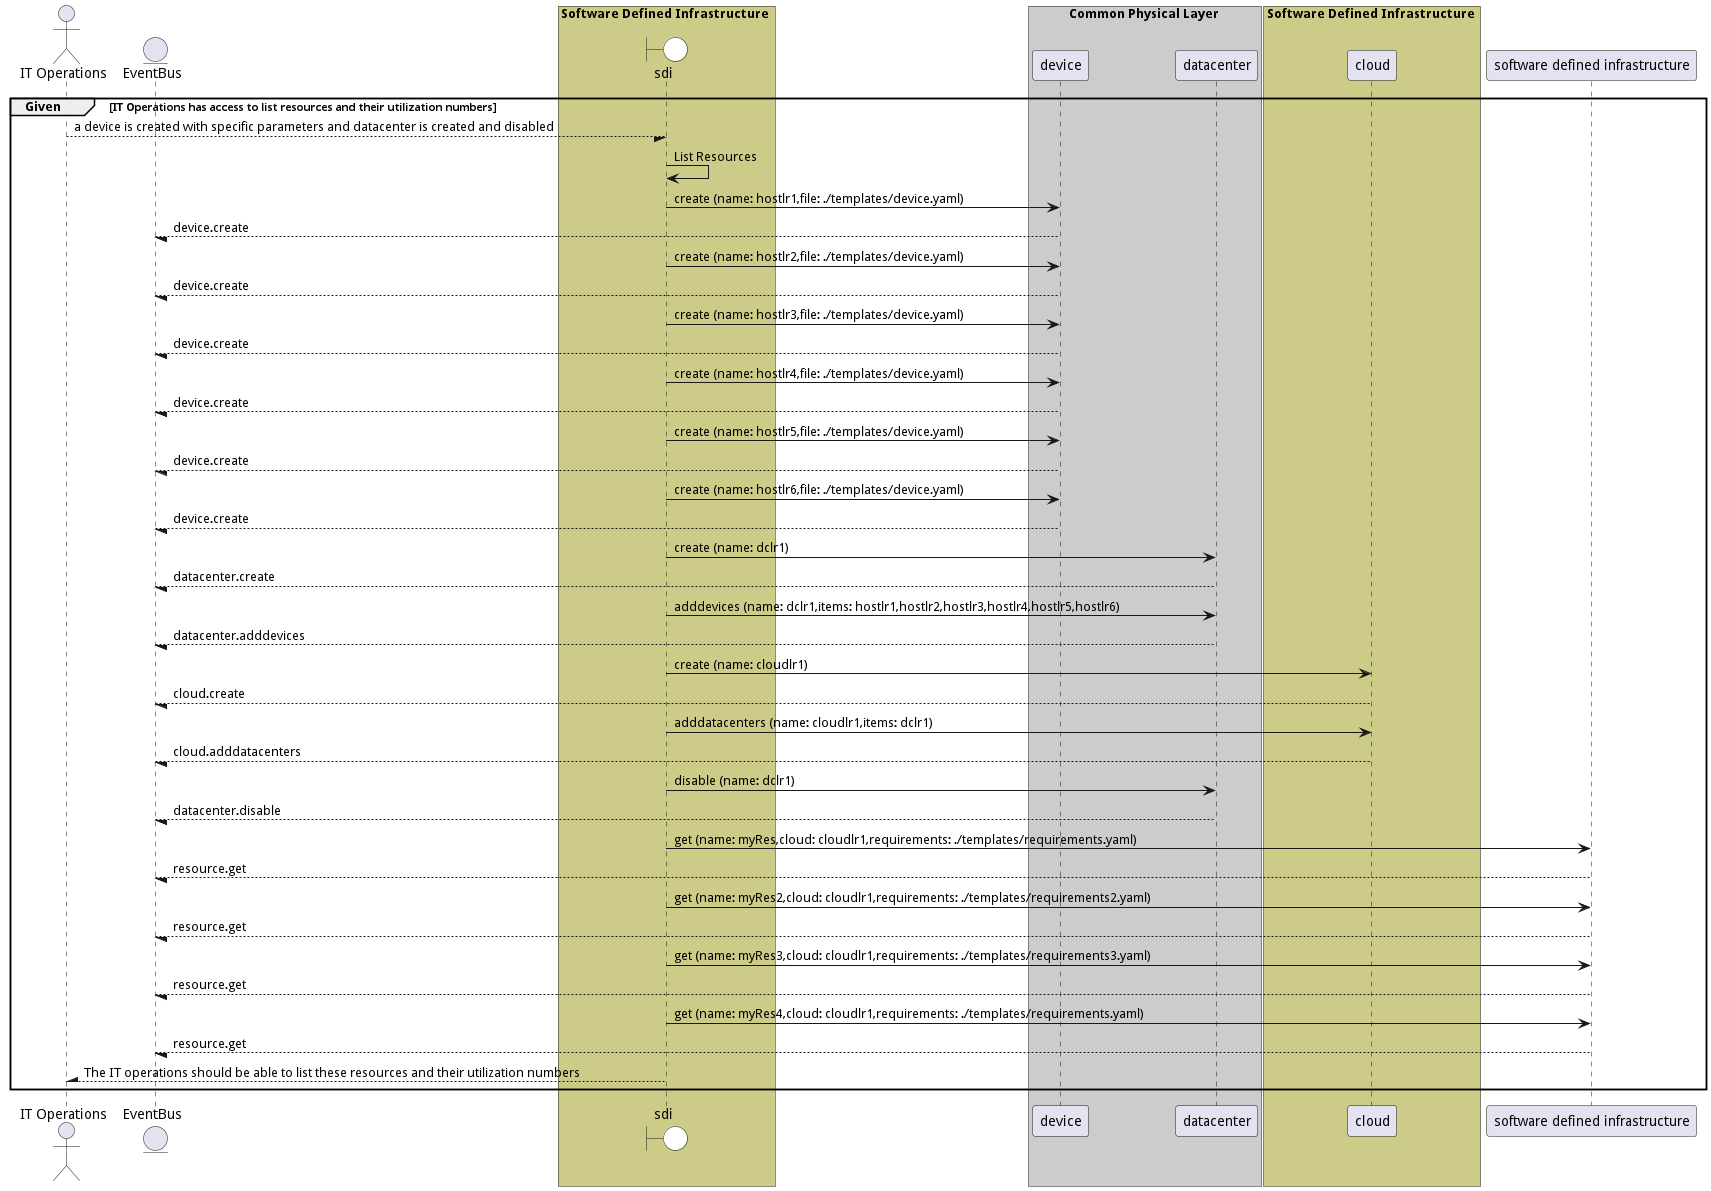 Software Defined Infrastructure
Common Physical Layer
Software Defined Infrastructure
IT Operations
EventBus
sdi
device
datacenter
cloud
software defined infrastructure
Given
[IT Operations has access to list resources and their utilization numbers]
a device is created with specific parameters and datacenter is created and disabled
List Resources
create (name: hostlr1,file: ./templates/device.yaml)
device.create
create (name: hostlr2,file: ./templates/device.yaml)
device.create
create (name: hostlr3,file: ./templates/device.yaml)
device.create
create (name: hostlr4,file: ./templates/device.yaml)
device.create
create (name: hostlr5,file: ./templates/device.yaml)
device.create
create (name: hostlr6,file: ./templates/device.yaml)
device.create
create (name: dclr1)
datacenter.create
adddevices (name: dclr1,items: hostlr1,hostlr2,hostlr3,hostlr4,hostlr5,hostlr6)
datacenter.adddevices
create (name: cloudlr1)
cloud.create
adddatacenters (name: cloudlr1,items: dclr1)
cloud.adddatacenters
disable (name: dclr1)
datacenter.disable
get (name: myRes,cloud: cloudlr1,requirements: ./templates/requirements.yaml)
resource.get
get (name: myRes2,cloud: cloudlr1,requirements: ./templates/requirements2.yaml)
resource.get
get (name: myRes3,cloud: cloudlr1,requirements: ./templates/requirements3.yaml)
resource.get
get (name: myRes4,cloud: cloudlr1,requirements: ./templates/requirements.yaml)
resource.get
The IT operations should be able to list these resources and their utilization numbers
IT Operations
EventBus
sdi
device
datacenter
cloud
software defined infrastructure